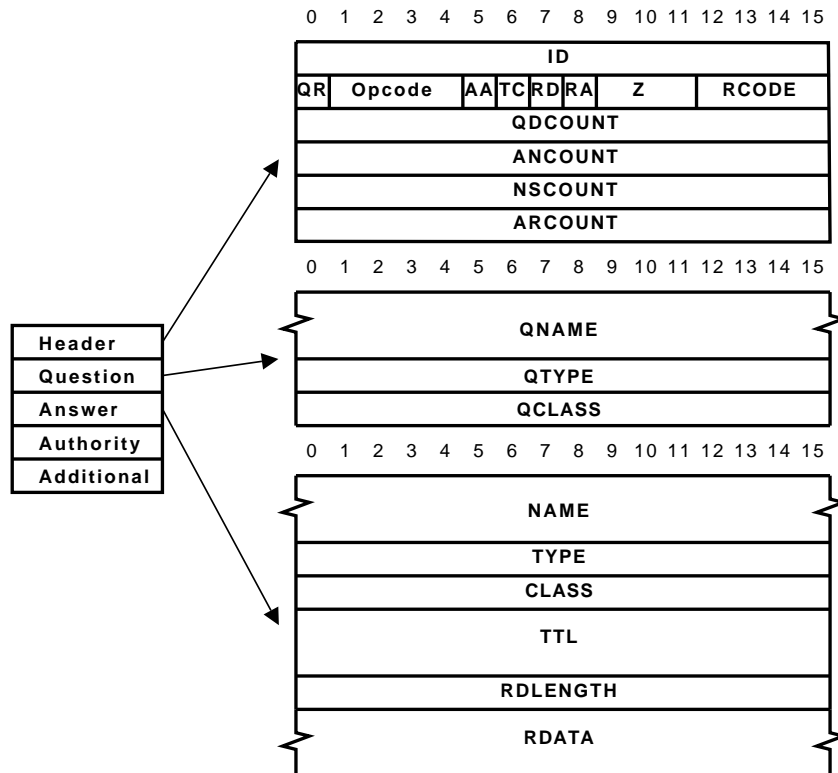 0 1 2 3 4 5 6 7 8 9 10 11 12 13 14 15
ID
QR Opcode AA TC RD RA Z RCODE
QDCOUNT
ANCOUNT
NSCOUNT
ARCOUNT
0 1 2 3 4 5 6 7 8 9 10 11 12 13 14 15
QNAME
QTYPE
QCLASS
Header
Question
Answer
Authority
Additional
0 1 2 3 4 5 6 7 8 9 10 11 12 13 14 15
NAME
TYPE
CLASS
TTL
RDLENGTH
RDATA